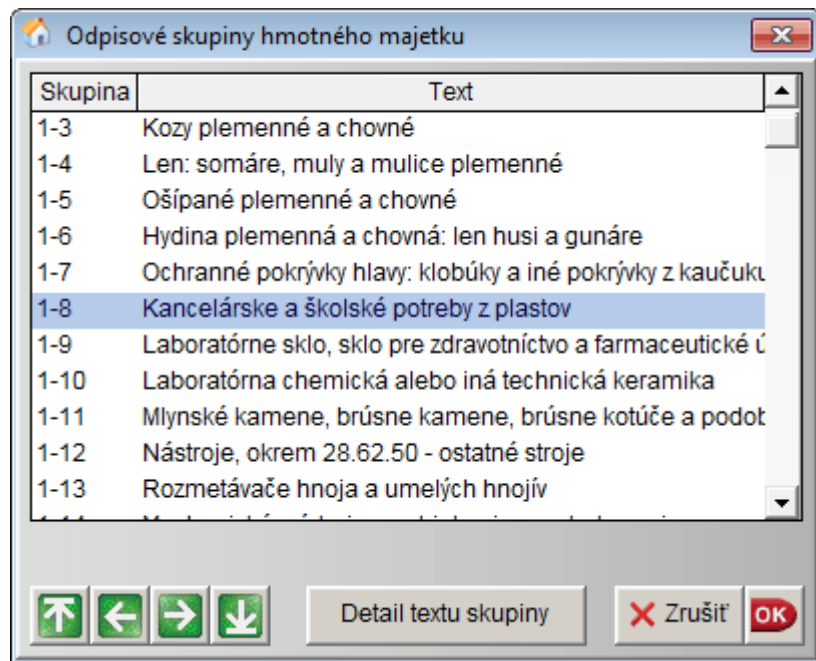 Odpisové skupiny hmotného majetku
Skupina Text
1-3 Kozy plemenné a chovné
1-4 Len: somáre, muly a mulice plemenné
1-5 Ošípané plemenné a chovné
1-6 Hydina plemenná a chovná: len husi a gunáre
1-7 Ochranné pokrývky hlavy: klobúky a iné pokrývky z kaučuku
1-8 Kancelárske a školské potreby z plastov
1-9 Laboratórne sklo, sklo pre zdravotníctvo a farmaceutické ú
1-10 Laboratórna chemická alebo iná technická keramika
1-11 Mlynské kamene, brúsne kamene, brúsne kotúče a podob
1-12 Nástroje, okrem 28.62.50 - ostatné stroje
1-13 Rozmetávače hnoja a umelých hnojív
Detail textu skupiny Zrušiť OK